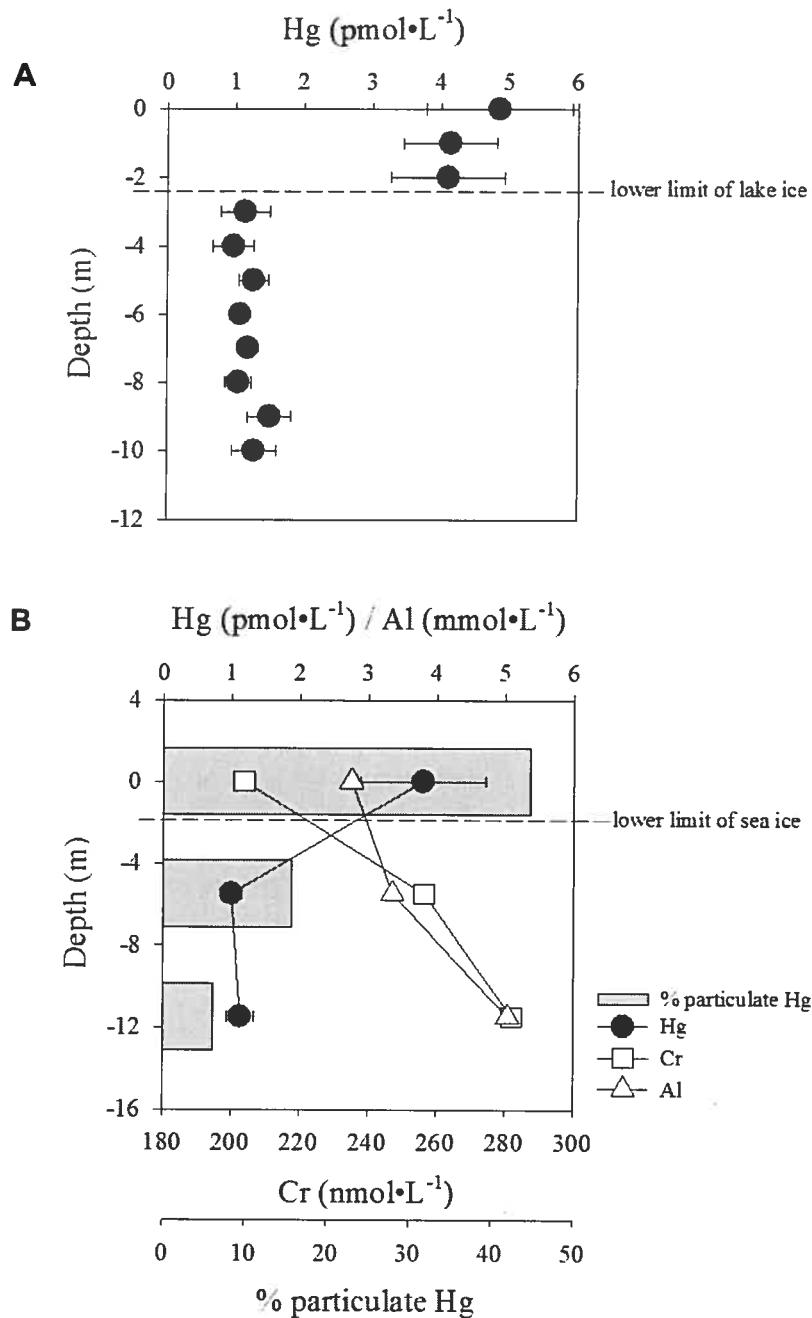 Hg (pmol•L⁻¹)
A
0 1 2 3 4 5 6
0
-2
-4
-6
-8
-10
-12
Depth (m)
lower limit of lake ice
B
Hg (pmol•L⁻¹) / Al (mmol•L⁻¹)
0 1 2 3 4 5 6
4
0
-4
-8
-12
-16
Depth (m)
lower limit of sea ice
% particulate Hg
Hg
Cr
Al
180 200 220 240 260 280 300
Cr (nmol•L⁻¹)
0 10 20 30 40 50
% particulate Hg